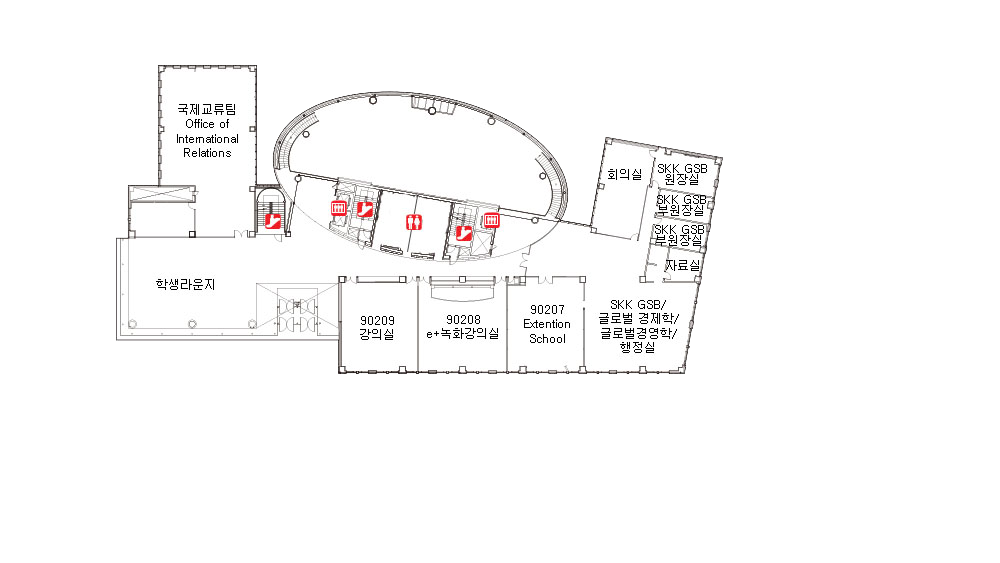 국제교류팀
Office of
International
Relations
회의실
SKK GSB
원장실
SKK GSB
부원장실
SKK GSB
부원장실
자료실
학생라운지
90209
강의실
90208
e+녹화강의실
90207
Extention
School
SKK GSB/
글로벌 경제학/
글로벌경영학/
행정실